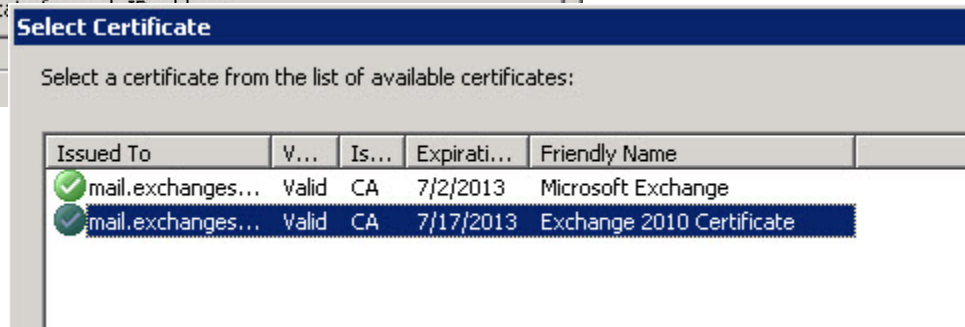 Select Certificate
Select a certificate from the list of available certificates:
Issued To V... Is... Expirati... Friendly Name
mail.exchanges... Valid CA 7/2/2013 Microsoft Exchange
mail.exchanges... Valid CA 7/17/2013 Exchange 2010 Certificate